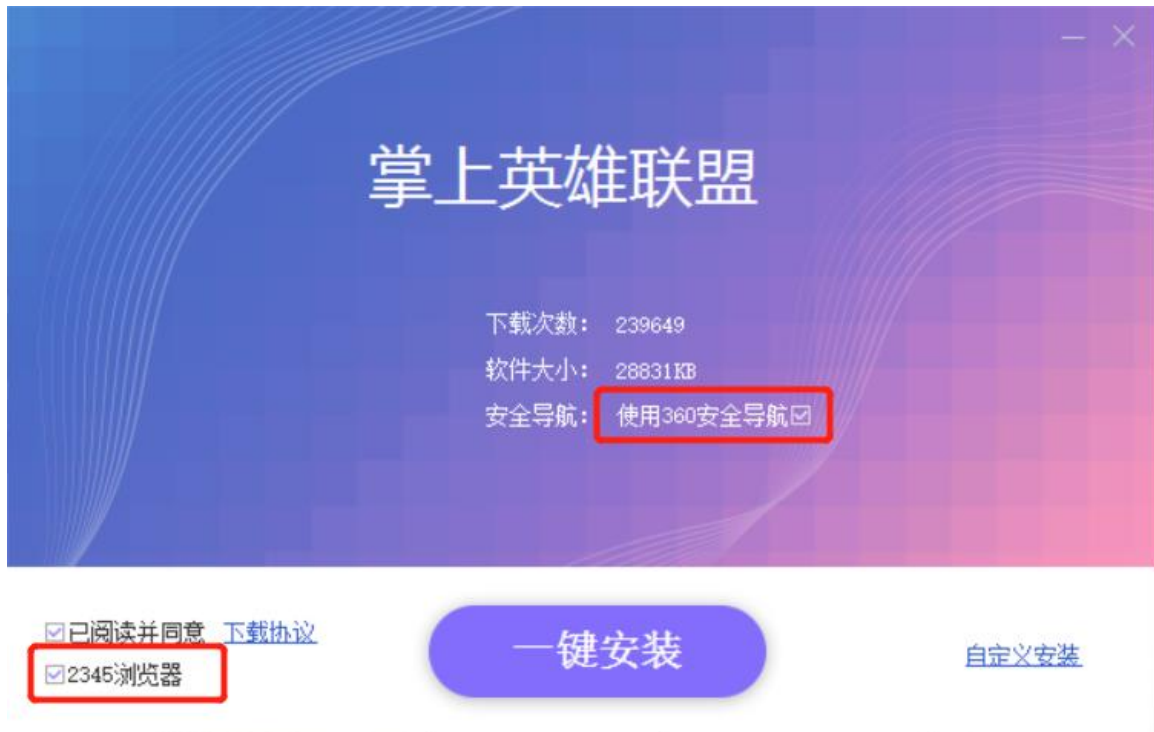 掌上英雄联盟
下载次数： 239649
软件大小： 28831KB
安全导航： 使用360安全导航
已阅读并同意 下载协议
2345浏览器
一键安装
自定义安装